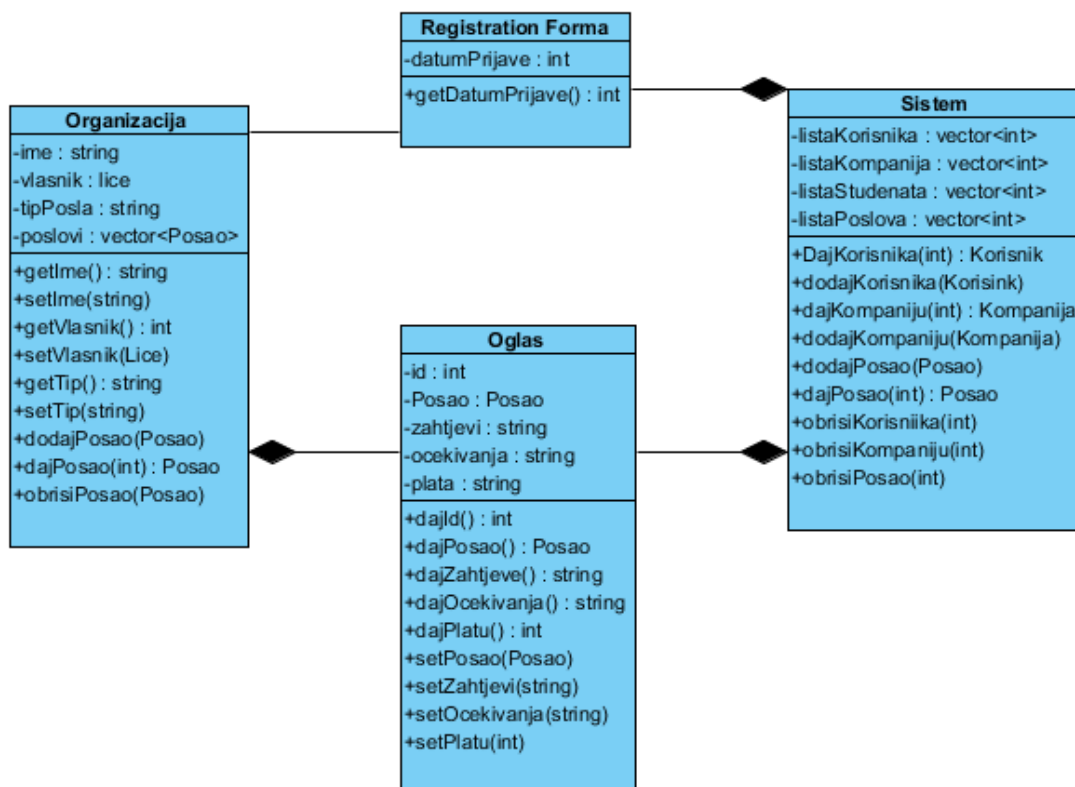 Registration Forma
-datumPrijave : int
+getDatumPrijave() : int
Organizacija
-ime : string
-vlasnik : lice
-tipPosla : string
-poslovi : vector<Posao>
+getIme() : string
+setIme(string)
+getVlasnik() : int
+setVlasnik(Lice)
+getTip() : string
+setTip(string)
+dodajPosao(Posao)
+dajPosao(int) : Posao
+obrisiPosao(Posao)
Oglas
-id : int
-Posao : Posao
-zahtjevi : string
-ocekivanja : string
-plata : string
+dajId() : int
+dajPosao() : Posao
+dajZahtjeve() : string
+dajOcekivanja() : string
+dajPlatu() : int
+setPosao(Posao)
+setZahtjevi(string)
+setOcekivanja(string)
+setPlatu(int)
Sistem
-listaKorisnika : vector<int>
-listaKompanija : vector<int>
-listaStudenata : vector<int>
-listaPoslova : vector<int>
+DajKorisnika(int) : Korisnik
+dodajKorisnika(Korisink)
+dajKompaniju(int) : Kompanija
+dodajKompaniju(Kompanija)
+dodajPosao(Posao)
+dajPosao(int) : Posao
+obrisiKorisniika(int)
+obrisiKompaniju(int)
+obrisiPosao(int)